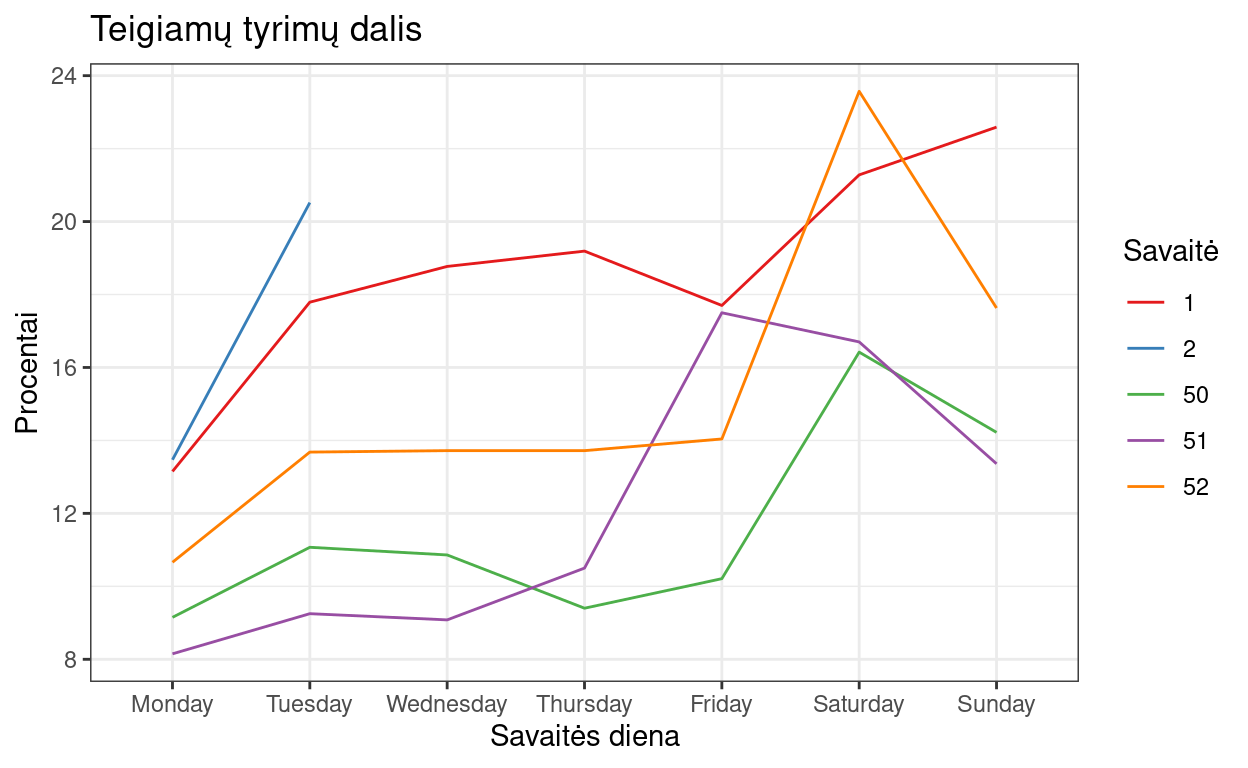 Teigiamų tyrimų dalis
24
20
16
12
8
Procentai
Monday Tuesday Wednesday Thursday Friday Saturday Sunday
Savaitės diena
Savaitė
1
2
50
51
52